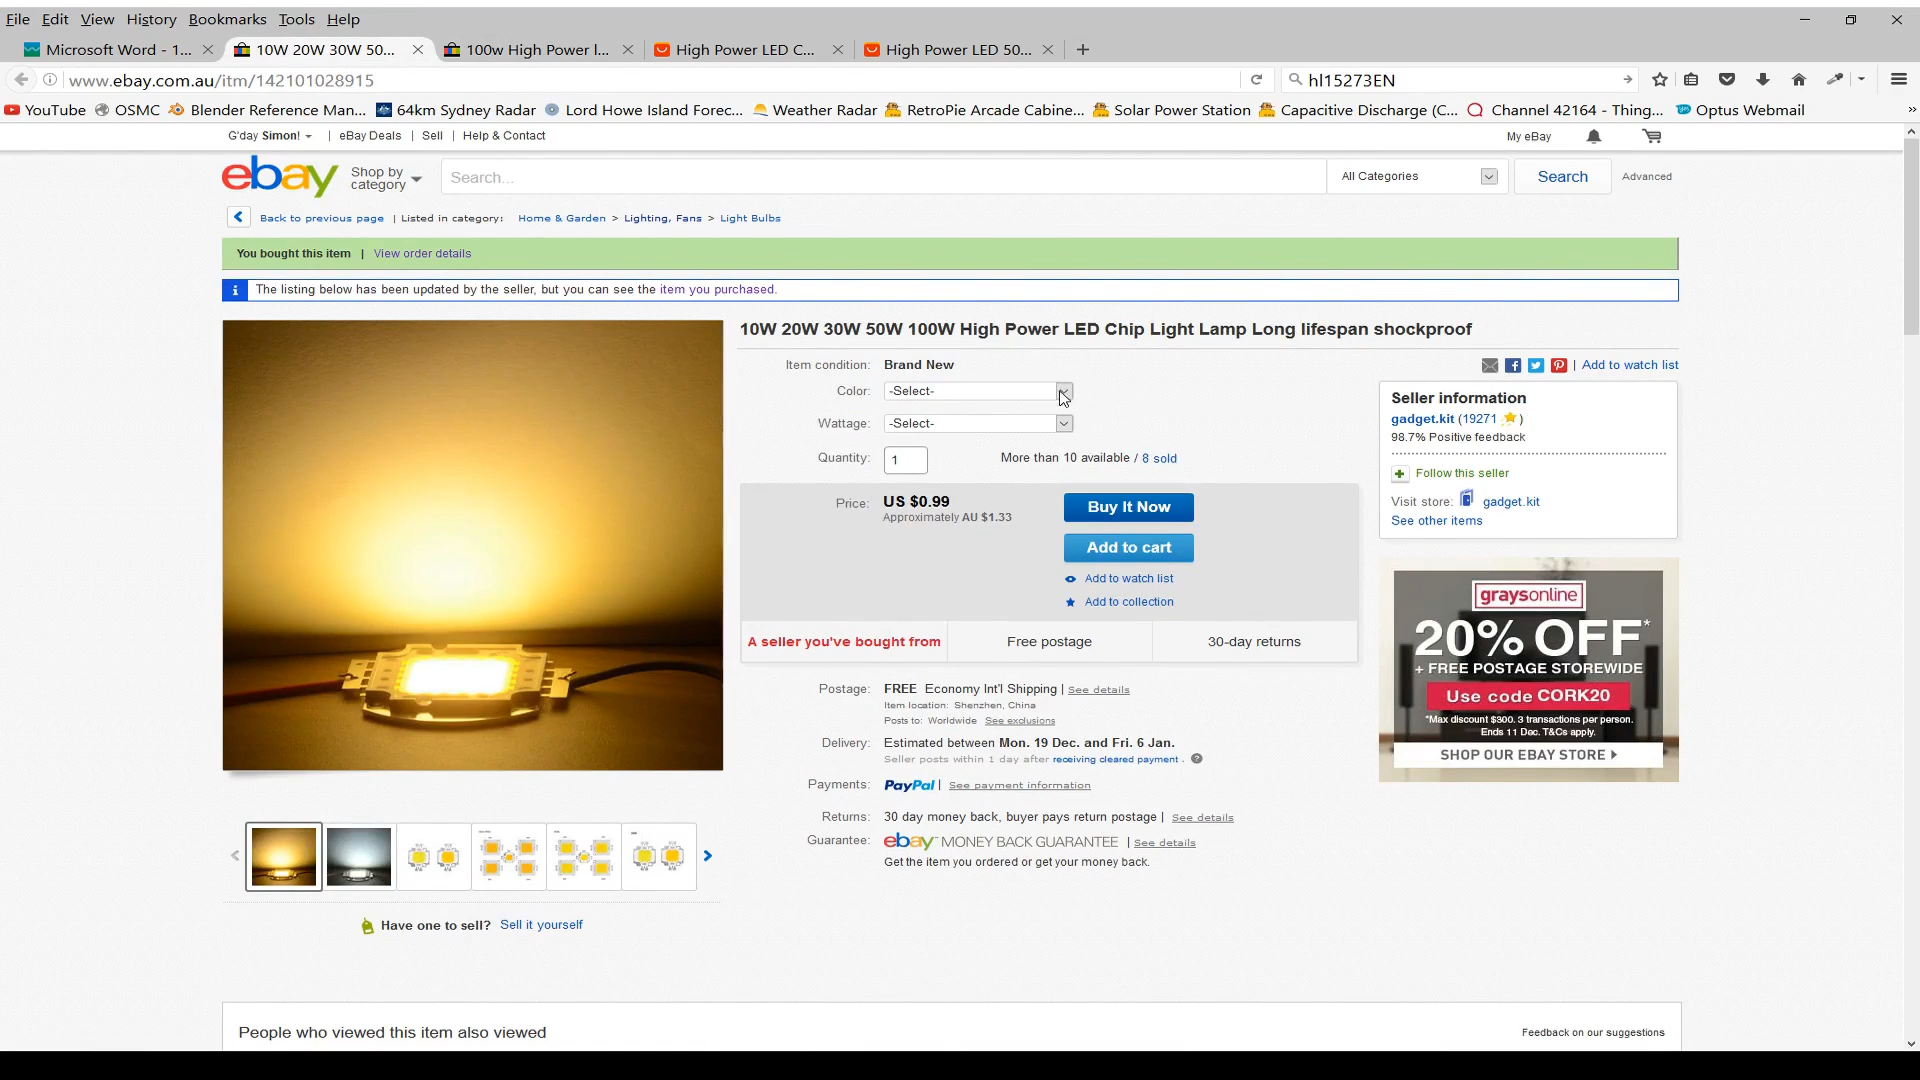 File Edit View History Bookmarks Tools Help
Microsoft Word - 1... 10W 20W 30W 50... 100w High Power l... High Power LED C... High Power LED 50...
www.ebay.com.au/itm/142101028915 hl15273EN
YouTube OSMC Blender Reference Man... 64km Sydney Radar Lord Howe Island Forec... Weather Radar RetroPie Arcade Cabine... Solar Power Station Capacitive Discharge (C... Channel 42164 - Thing... Optus Webmail
G'day Simon! | eBay Deals | Sell | Help & Contact My eBay
ebay Shop by category Search... All Categories Search Advanced
Back to previous page | Listed in category: Home & Garden > Lighting, Fans > Light Bulbs
You bought this item | View order details
The listing below has been updated by the seller, but you can see the item you purchased.
10W 20W 30W 50W 100W High Power LED Chip Light Lamp Long lifespan shockproof
Item condition: Brand New
Color: -Select-
Wattage: -Select-
Quantity: 1 More than 10 available / 8 sold
Price: US $0.99
Approximately AU $1.33
Buy It Now
Add to cart
Add to watch list
Add to collection
A seller you've bought from Free postage 30-day returns
Postage: FREE Economy Int'l Shipping | See details
Item location: Shenzhen, China
Posts to: Worldwide See exclusions
Delivery: Estimated between Mon. 19 Dec. and Fri. 6 Jan.
Seller posts within 1 day after receiving cleared payment . ?
Payments: PayPal | See payment information
Returns: 30 day money back, buyer pays return postage | See details
Guarantee: ebay MONEY BACK GUARANTEE | See details
Get the item you ordered or get your money back.
| Add to watch list
Seller information
gadget.kit (19271 )
98.7% Positive feedback
Follow this seller
Visit store: gadget.kit
See other items
graysonline
20% OFF*
+ FREE POSTAGE STOREWIDE
Use code CORK20
*Max discount $300. 3 transactions per person.
Ends 11 Dec. T&Cs apply.
SHOP OUR EBAY STORE
Have one to sell? Sell it yourself
People who viewed this item also viewed Feedback on our suggestions